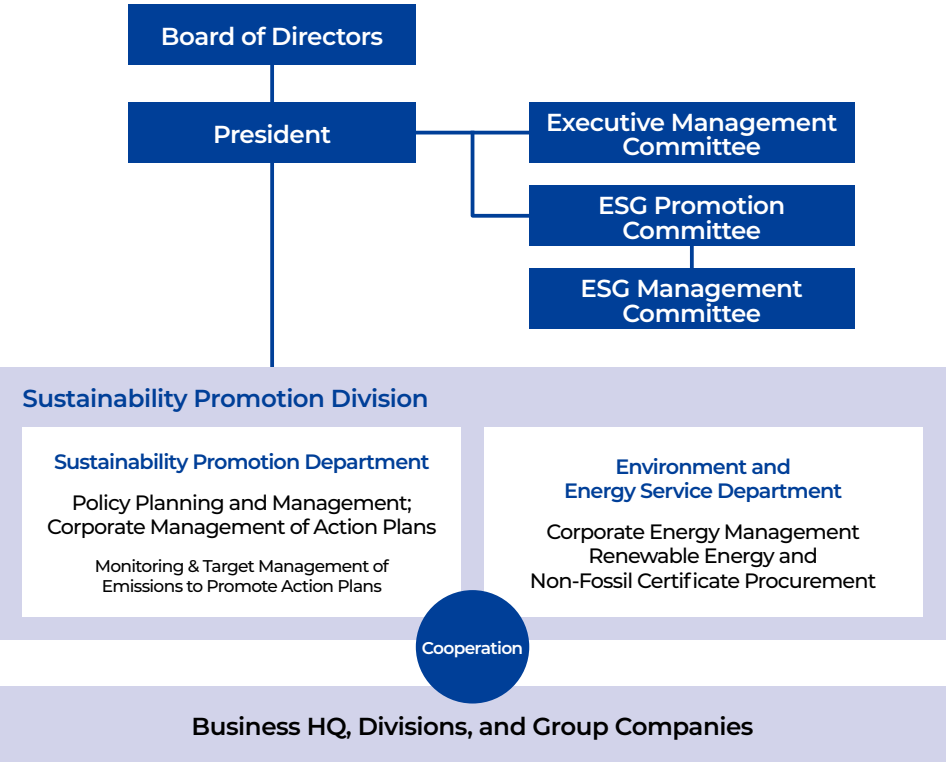 Board of Directors
President
Executive Management
Committee
ESG Promotion
Committee
ESG Management
Committee
Sustainability Promotion Division
Sustainability Promotion Department
Policy Planning and Management;
Corporate Management of Action Plans
Monitoring & Target Management of
Emissions to Promote Action Plans
Environment and
Energy Service Department
Corporate Energy Management
Renewable Energy and
Non-Fossil Certificate Procurement
Cooperation
Business HQ, Divisions, and Group Companies